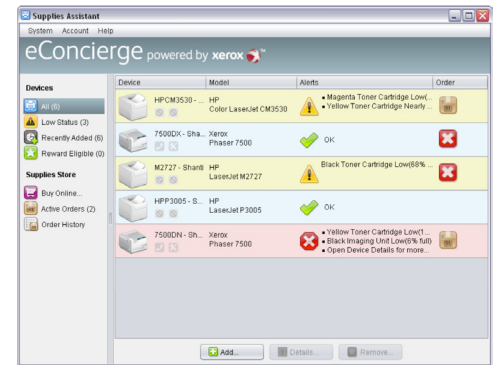 Supplies Assistant
System Account Help
eConcierge powered by xerox™
Devices
All (6)
Low Status (3)
Recently Added (6)
Reward Eligible (0)
Supplies Store
Buy Online...
Active Orders (2)
Order History
Device Model Alerts Order
HPCM3530 - ... HP Color LaserJet CM3530
• Magenta Toner Cartridge Low(...
• Yellow Toner Cartridge Nearly ...
7500DX - Sha... Xerox Phaser 7500 OK
M2727 - Shanti HP LaserJet M2727 Black Toner Cartridge Low(68% ...
HPP3005 - S... HP LaserJet P3005 OK
7500DN - Sh... Xerox Phaser 7500
• Yellow Toner Cartridge Low(1...
• Black Imaging Unit Low(6% full)
• Open Device Details for more...
Add... Details... Remove...